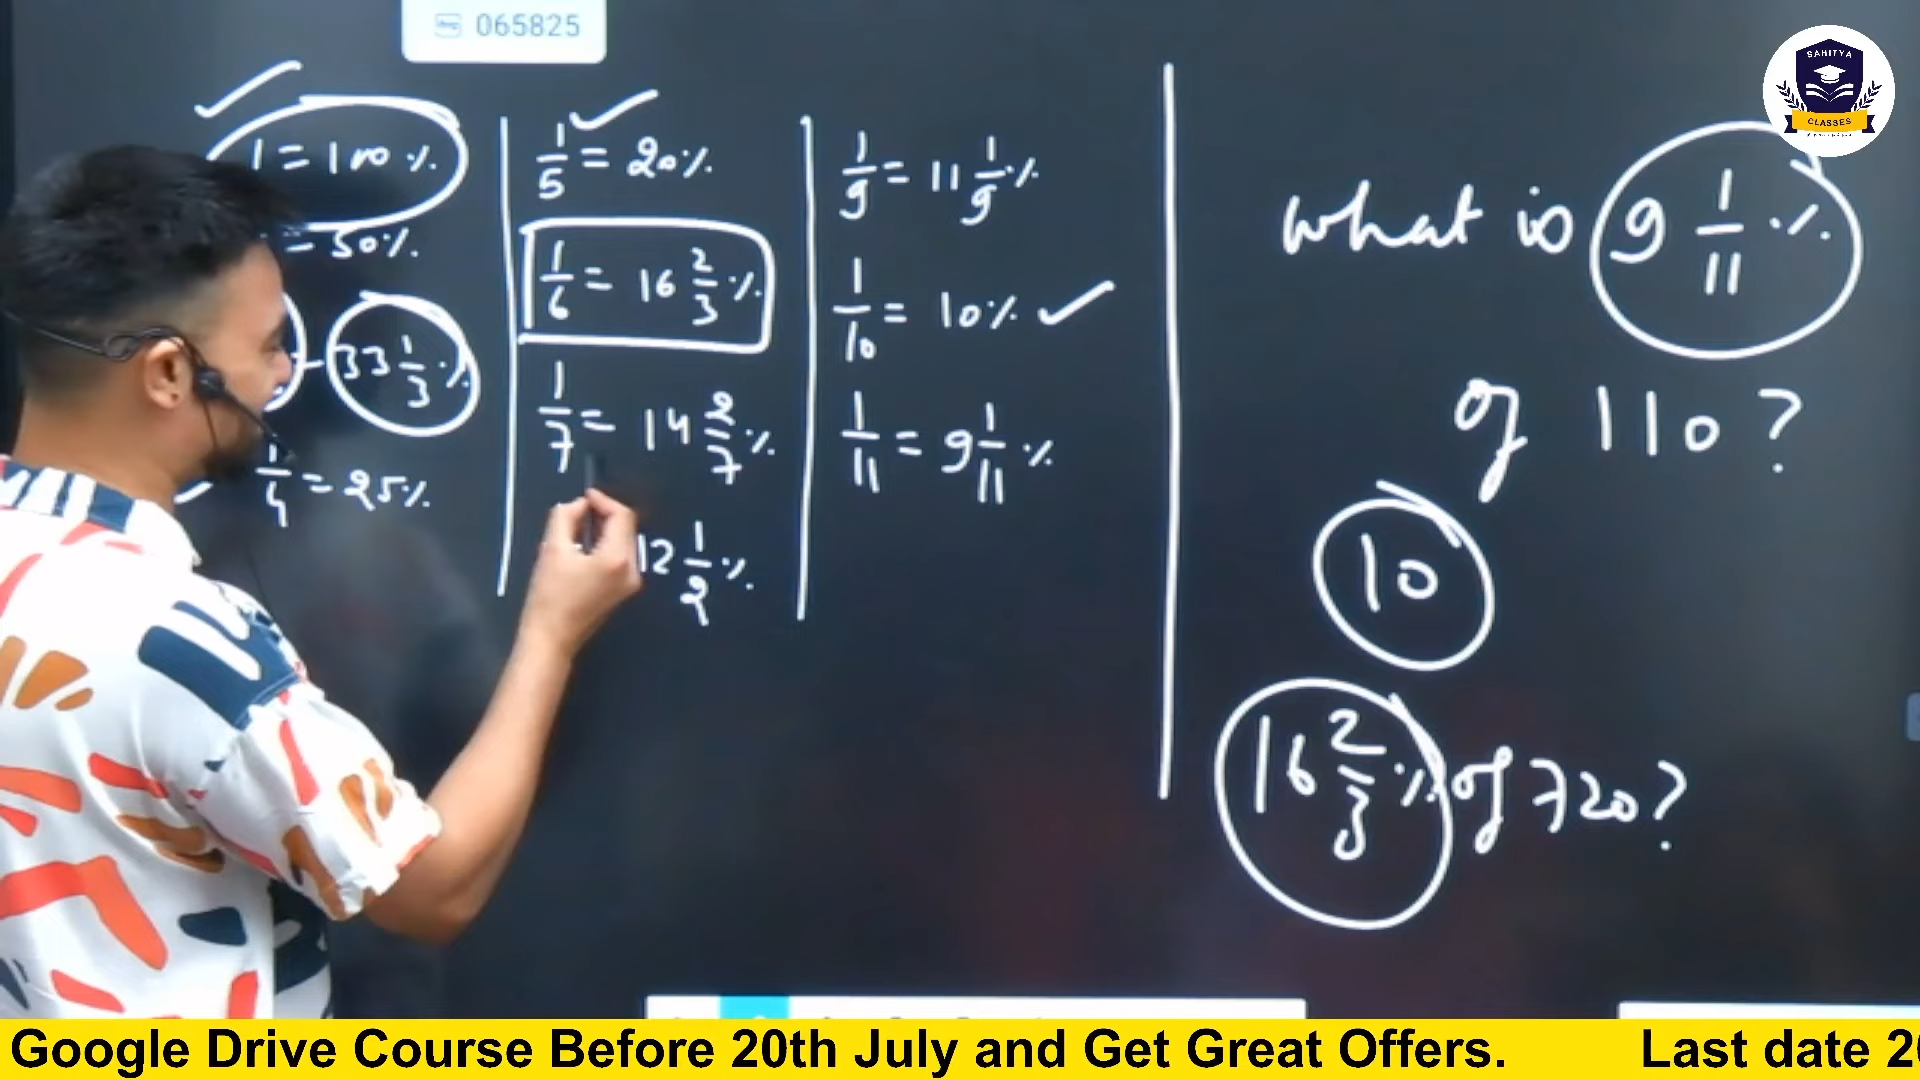 065825
SAHITYA
CLASSES
1 = 100%
= 50%
33 1/3 %
1/4 = 25%
1/5 = 20%
1/6 = 16 2/3 %
1/7 = 14 2/7 %
12 1/2 %
1/9 = 11 1/9 %
1/10 = 10%
1/11 = 9 1/11 %
what is 9 1/11 %
of 110?
10
16 2/3 % of 720?
Google Drive Course Before 20th July and Get Great Offers. Last date